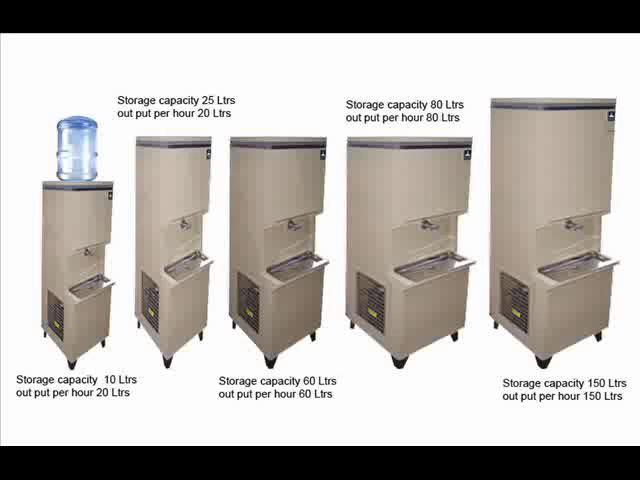 Storage capacity 25 Ltrs
out put per hour 20 Ltrs
Storage capacity 80 Ltrs
out put per hour 80 Ltrs
Storage capacity  10 Ltrs
out put per hour 20 Ltrs
Storage capacity 60 Ltrs
out put per hour 60 Ltrs
Storage capacity 150 Ltrs
out put per hour 150 Ltrs